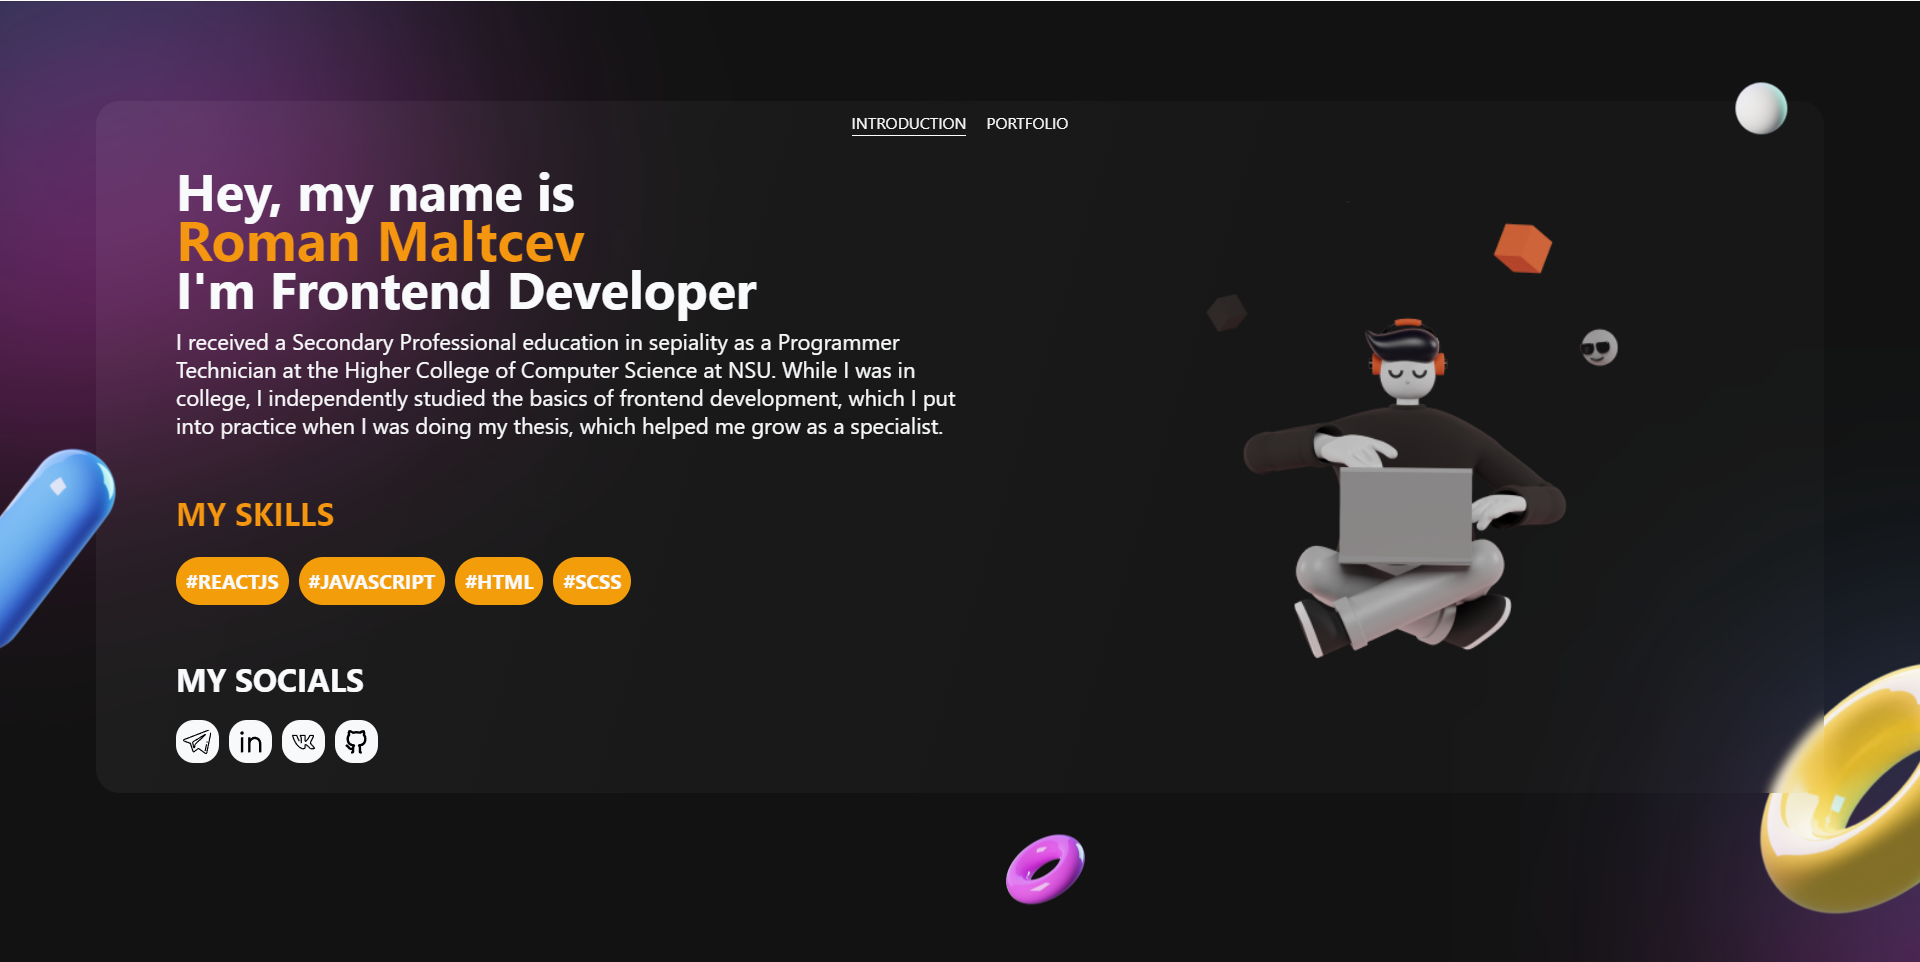 INTRODUCTION PORTFOLIO
Hey, my name is
Roman Maltcev
I'm Frontend Developer
I received a Secondary Professional education in sepiality as a Programmer
Technician at the Higher College of Computer Science at NSU. While I was in
college, I independently studied the basics of frontend development, which I put
into practice when I was doing my thesis, which helped me grow as a specialist.
MY SKILLS
#REACTJS #JAVASCRIPT #HTML #SCSS
MY SOCIALS
in VK